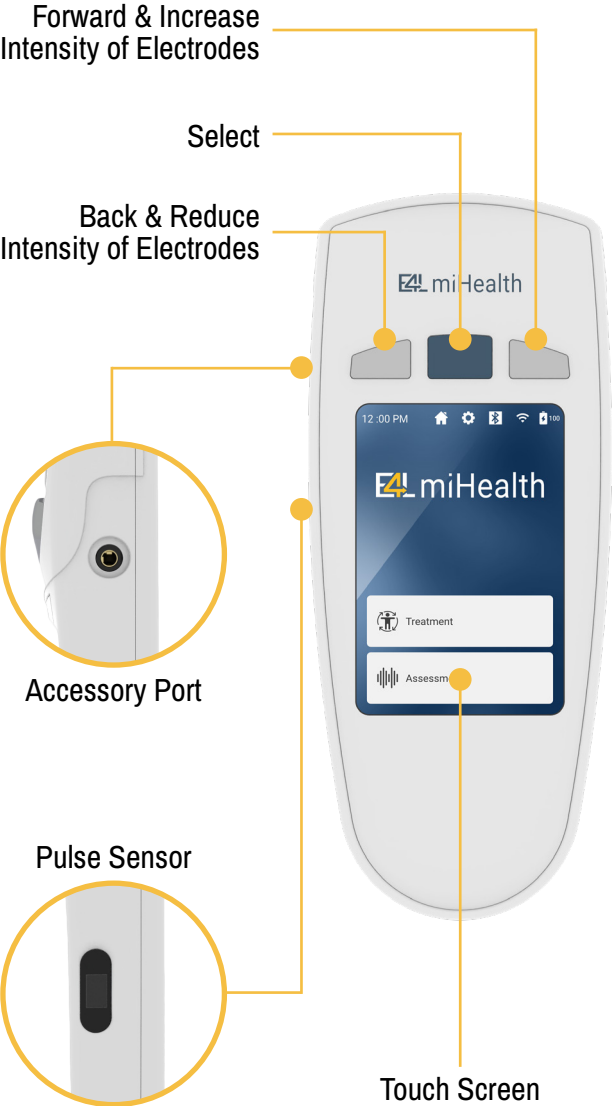 Forward & Increase
Intensity of Electrodes
Select
Back & Reduce
Intensity of Electrodes
E4L miHealth
12 :00 PM
100
E4L miHealth
Treatment
Assessm
Accessory Port
Pulse Sensor
Touch Screen